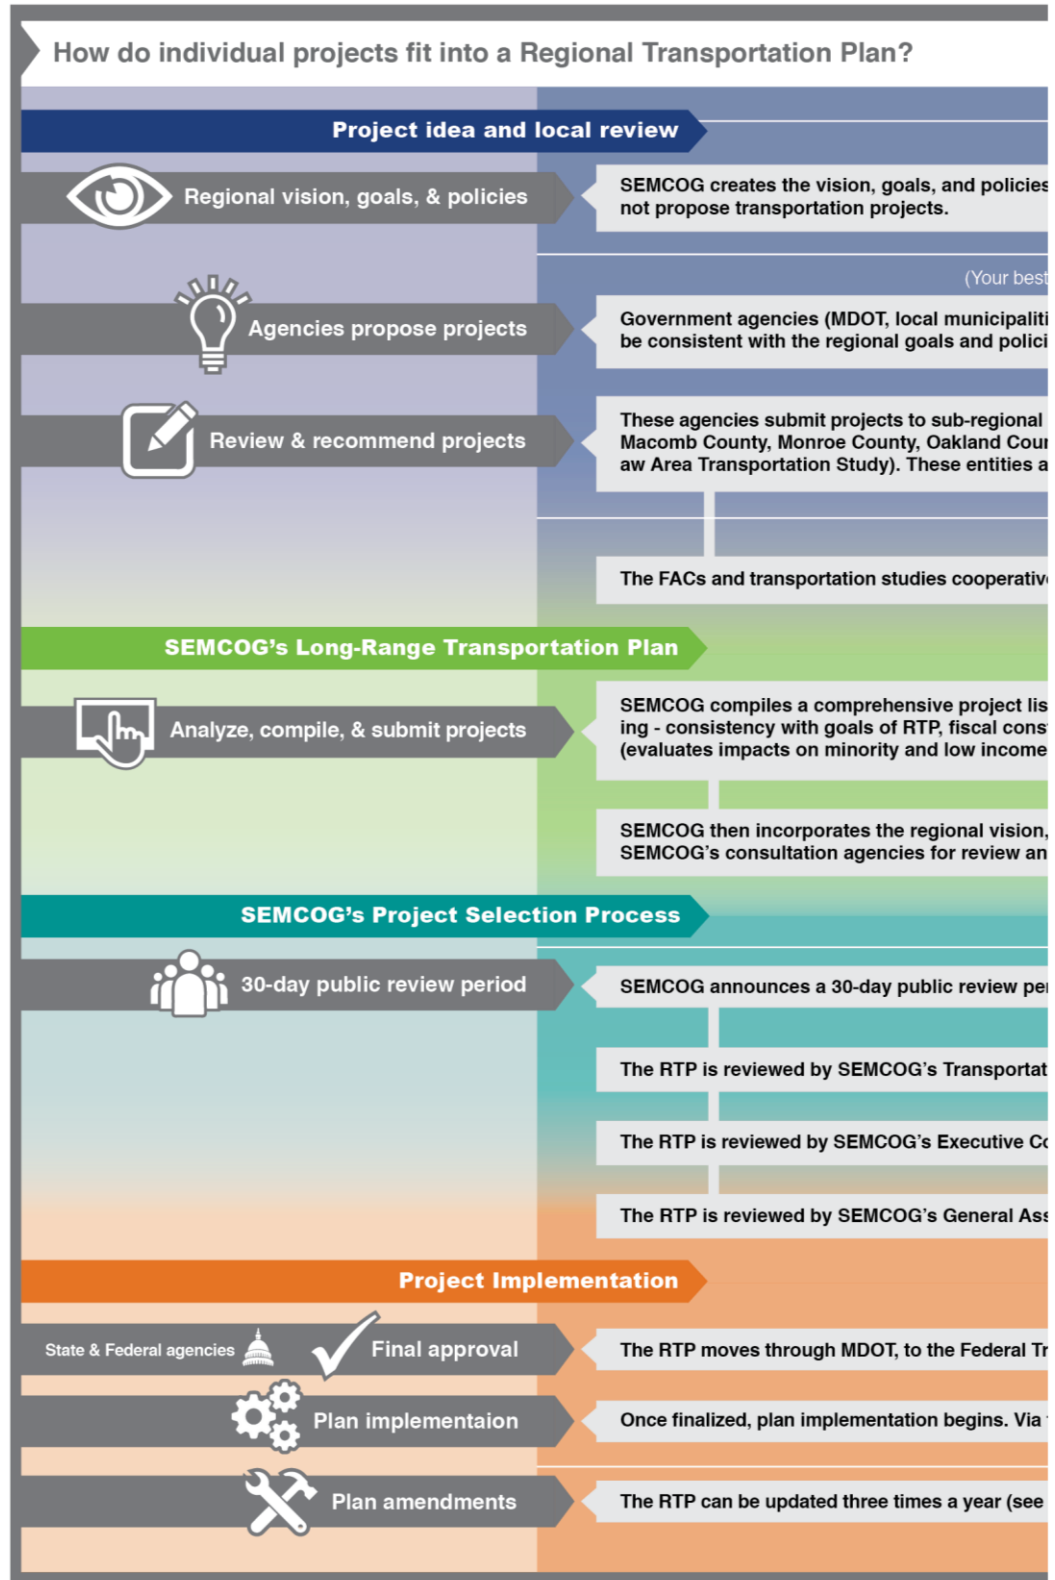 How do individual projects fit into a Regional Transportation Plan?
Project idea and local review
Regional vision, goals, & policies
SEMCOG creates the vision, goals, and policies
not propose transportation projects.
(Your best
Agencies propose projects
Government agencies (MDOT, local municipaliti
be consistent with the regional goals and polici
Review & recommend projects
These agencies submit projects to sub-regional
Macomb County, Monroe County, Oakland Coun
aw Area Transportation Study). These entities a
The FACs and transportation studies cooperativ
SEMCOG's Long-Range Transportation Plan
Analyze, compile, & submit projects
SEMCOG compiles a comprehensive project lis
ing - consistency with goals of RTP, fiscal cons
(evaluates impacts on minority and low income
SEMCOG then incorporates the regional vision,
SEMCOG's consultation agencies for review an
SEMCOG's Project Selection Process
30-day public review period
SEMCOG announces a 30-day public review per
The RTP is reviewed by SEMCOG's Transportat
The RTP is reviewed by SEMCOG's Executive Co
The RTP is reviewed by SEMCOG's General Ass
Project Implementation
State & Federal agencies
Final approval
The RTP moves through MDOT, to the Federal Tr
Plan implementaion
Once finalized, plan implementation begins. Via
Plan amendments
The RTP can be updated three times a year (see